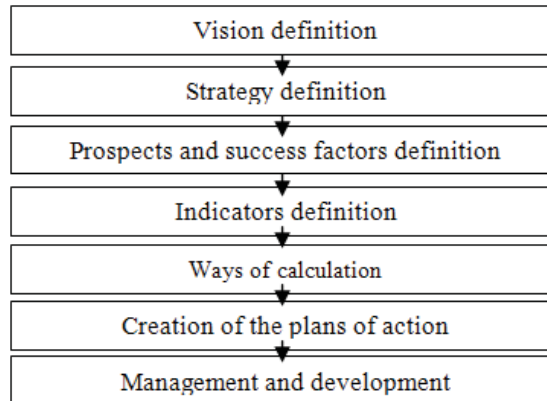 Vision definition
Strategy definition
Prospects and success factors definition
Indicators definition
Ways of calculation
Creation of the plans of action
Management and development